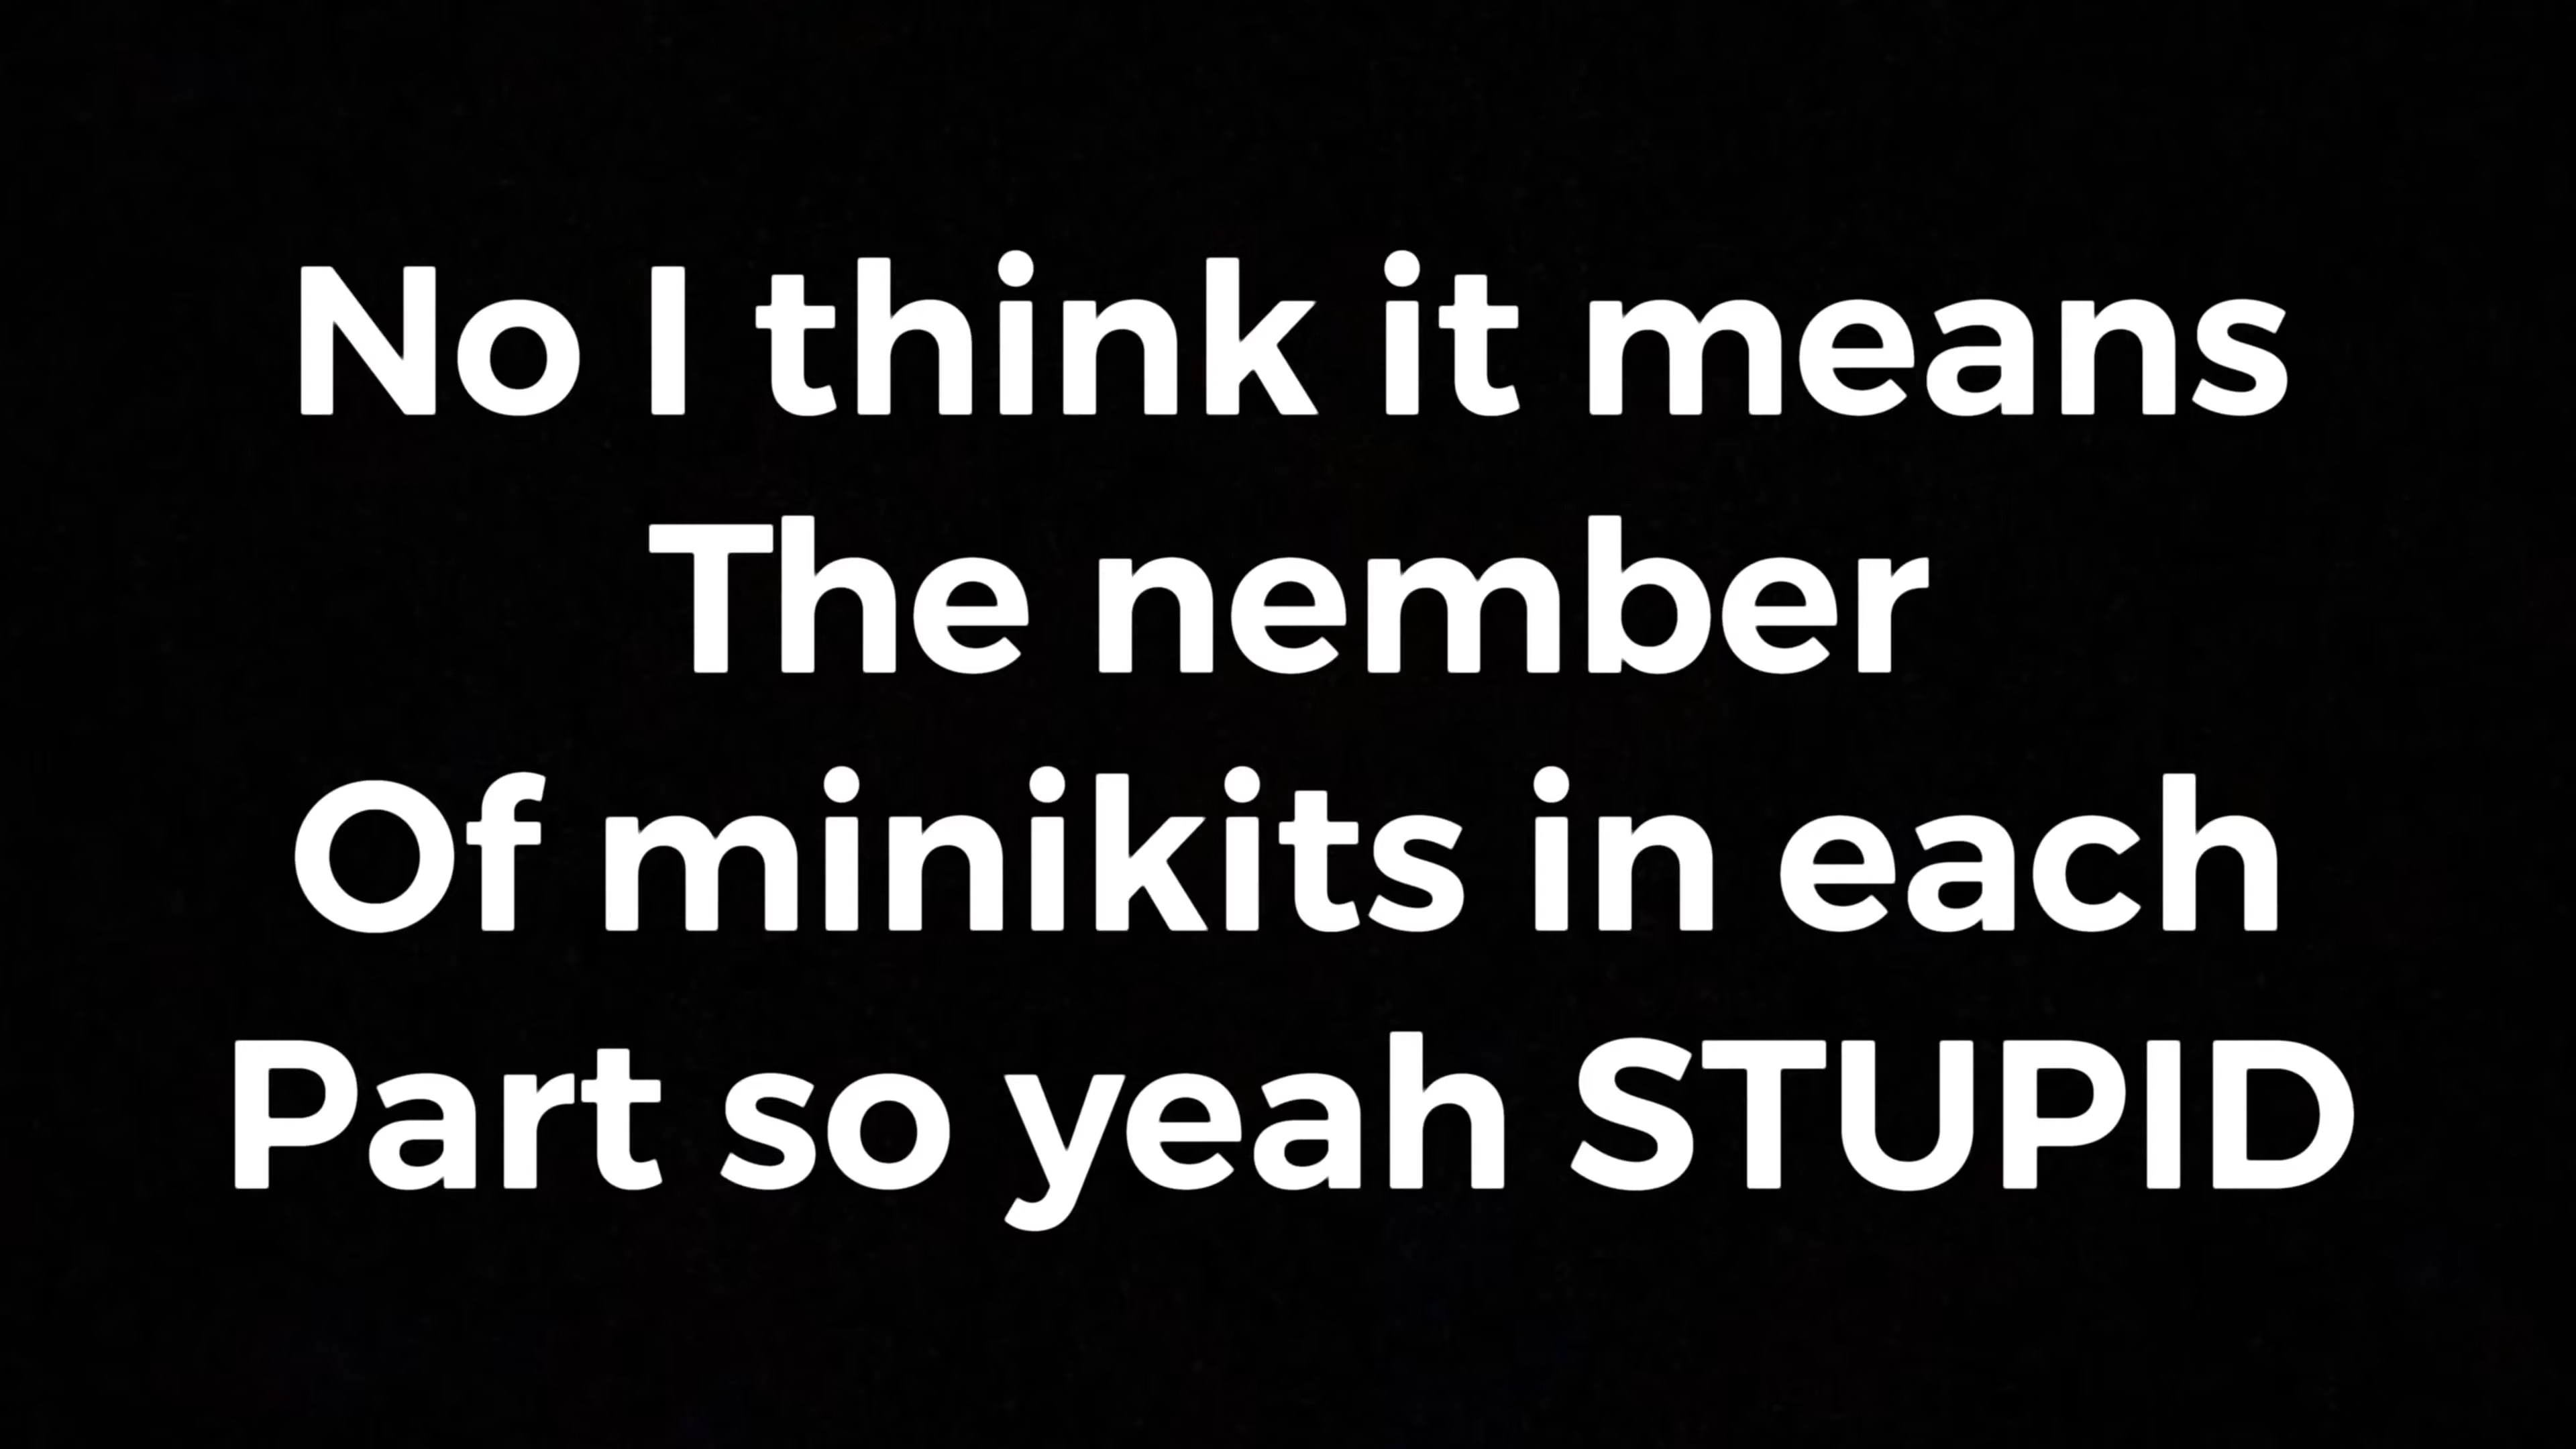 No I think it means
The nember
Of minikits in each
Part so yeah STUPID